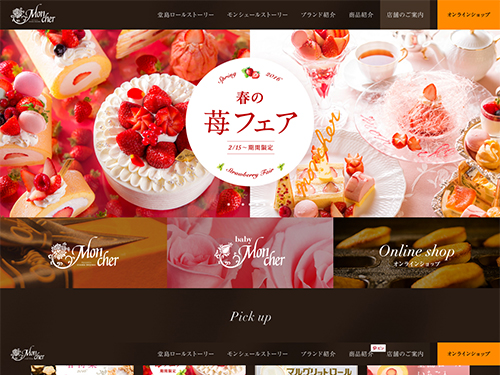 Mon cher
堂島ロールストーリー
モンシェールストーリー
ブランド紹介
商品紹介
店舗のご案内
オンラインショップ
Spring 2016
春の
苺フェア
2/15〜期間限定
Strawberry Fair
Mon cher
baby
Mon cher
Online shop
オンラインショップ
Pick up
Mon cher
堂島ロールストーリー
モンシェールストーリー
ブランド紹介
商品紹介
店舗のご案内
オンラインショップ
マルグリットロール